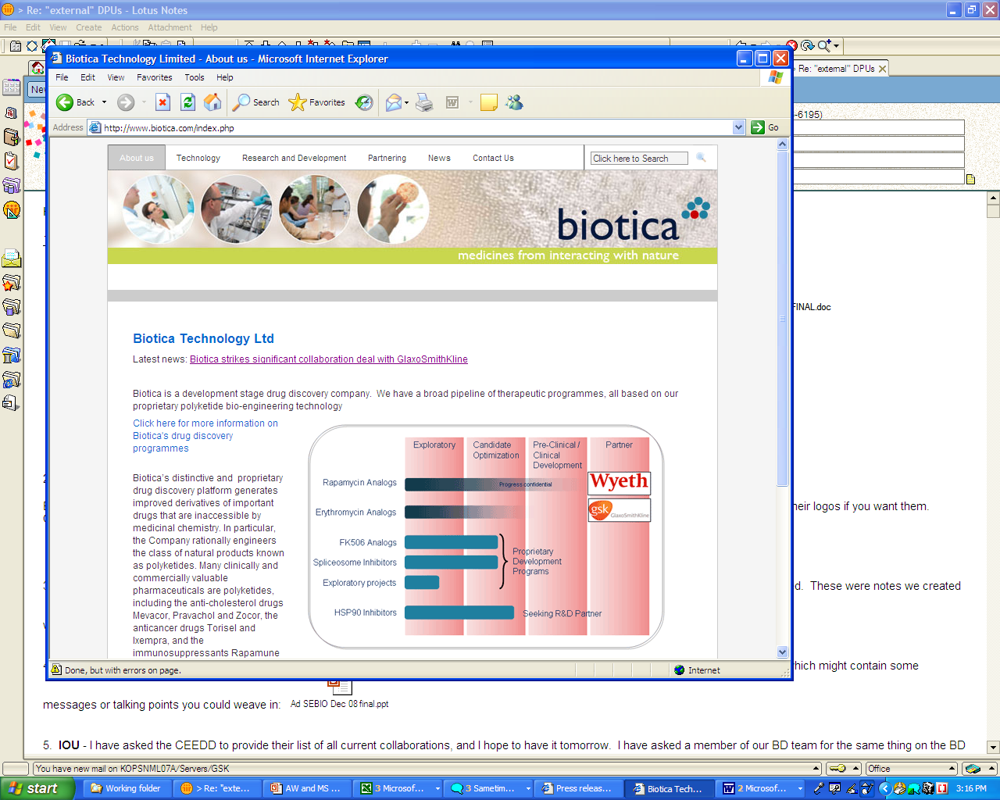 > Re: "external" DPUs - Lotus Notes
File Edit View Create Actions Attachment Help
Biotica Technology Limited - About us - Microsoft Internet Explorer
Re: "external" DPUs
File Edit View Favorites Tools Help
Back Search Favorites
Address http://www.biotica.com/index.php Go
-6195)
About us Technology Research and Development Partnering News Contact Us Click here to Search
biotica
medicines from interacting with nature
FINAL.doc
Biotica Technology Ltd
Latest news: Biotica strikes significant collaboration deal with GlaxoSmithKline
Biotica is a development stage drug discovery company. We have a broad pipeline of therapeutic programmes, all based on our
proprietary polyketide bio-engineering technology
Click here for more information on
Biotica's drug discovery
programmes
Biotica's distinctive and proprietary
drug discovery platform generates
improved derivatives of important
drugs that are inaccessible by
medicinal chemistry. In particular,
the Company rationally engineers
the class of natural products known
as polyketides. Many clinically and
commercially valuable
pharmaceuticals are polyketides,
including the anti-cholesterol drugs
Mevacor, Pravachol and Zocor, the
anticancer drugs Torisel and
Ixempra, and the
immunosuppressants Rapamune
Exploratory
Candidate
Optimization
Pre-Clinical /
Clinical
Development
Partner
Rapamycin Analogs
Progress confidential
Wyeth
Erythromycin Analogs
gsk GlaxoSmithKline
FK506 Analogs
Spliceosome Inhibitors
Exploratory projects
Proprietary
Development
Programs
HSP90 Inhibitors
Seeking R&D Partner
heir logos if you want them.
d. These were notes we created
hich might contain some
Done, but with errors on page. Internet
messages or talking points you could weave in: Ad SEBIO Dec 08 final.ppt
5. IOU - I have asked the CEEDD to provide their list of all current collaborations, and I hope to have it tomorrow. I have asked a member of our BD team for the same thing on the BD
You have new mail on KOPSNML07A/Servers/GSK Office
start Working folder > Re: "exte... AW and MS ... 3 Microsof... 3 Sametim... Press releas... Biotica Tech... 2 Microsof... 3:16 PM